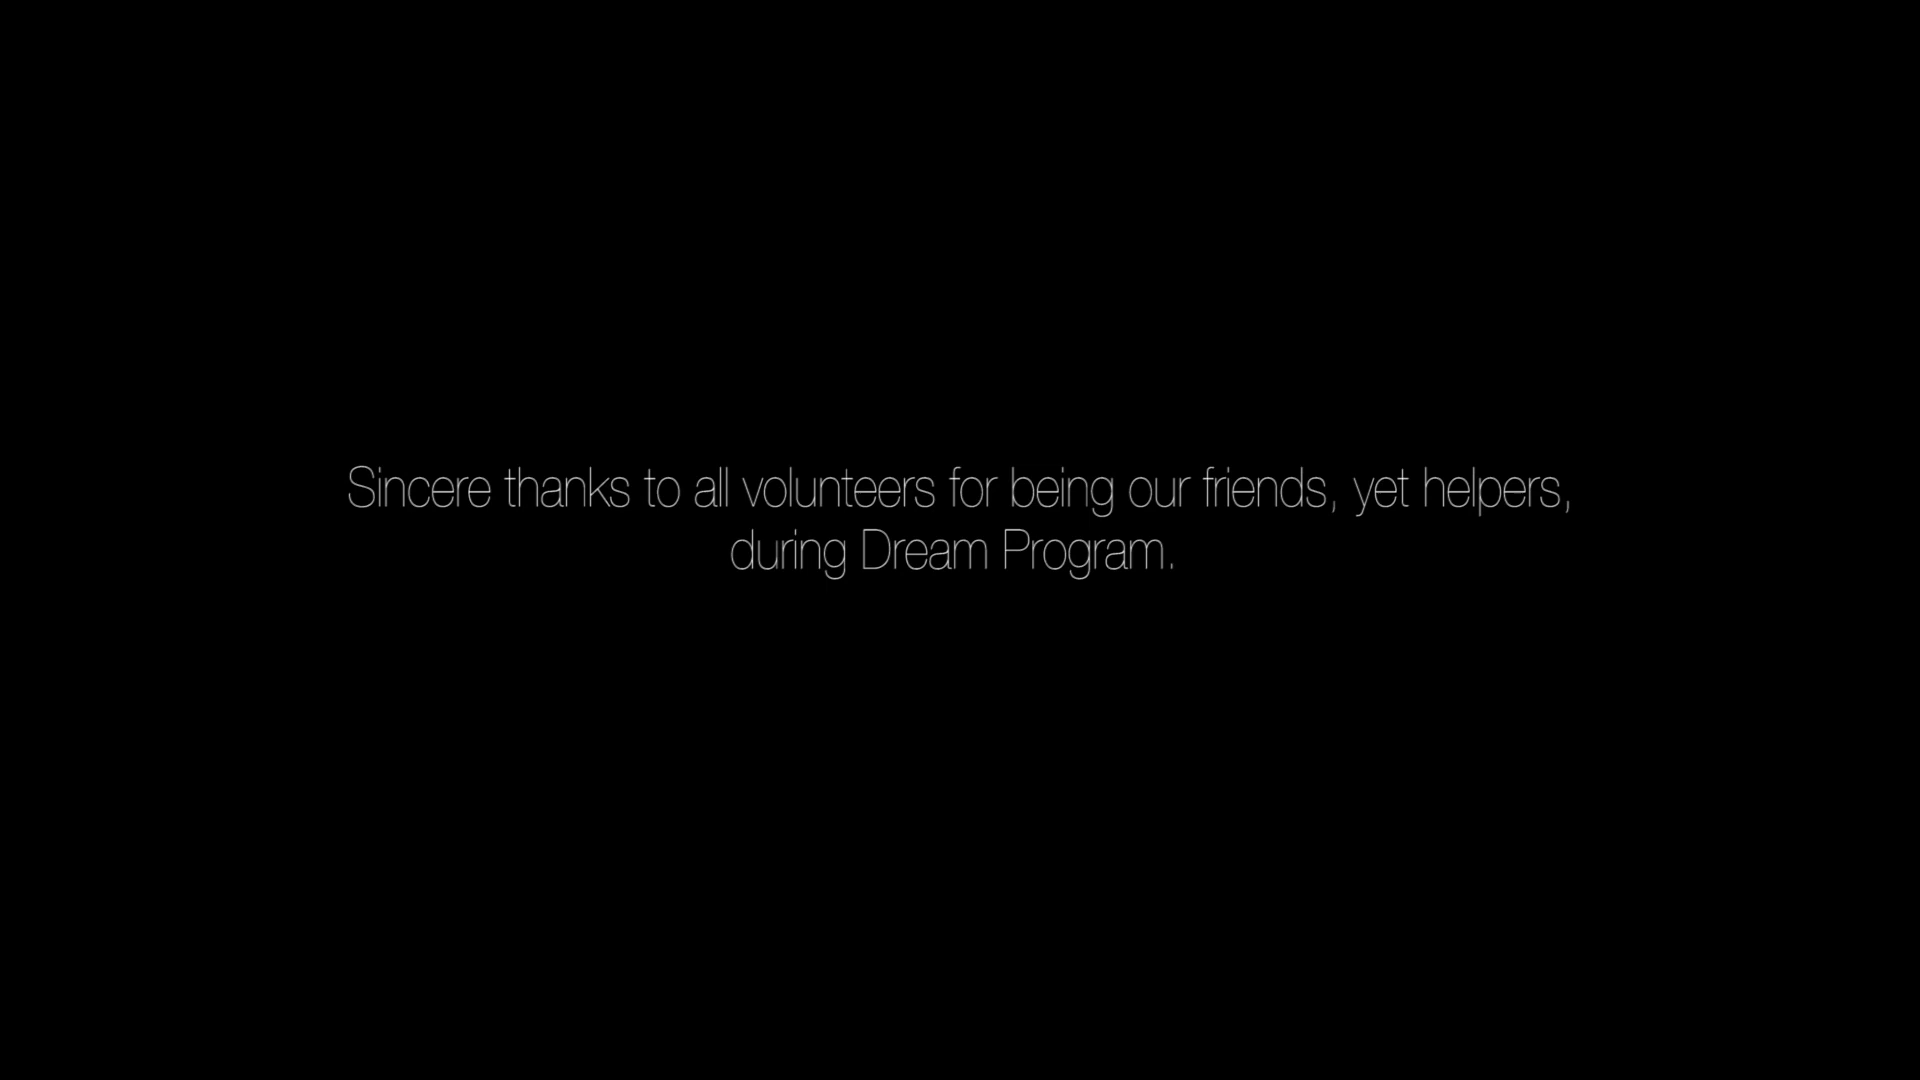 Sincere thanks to all volunteers for being our friends, yet helpers,
during Dream Program.